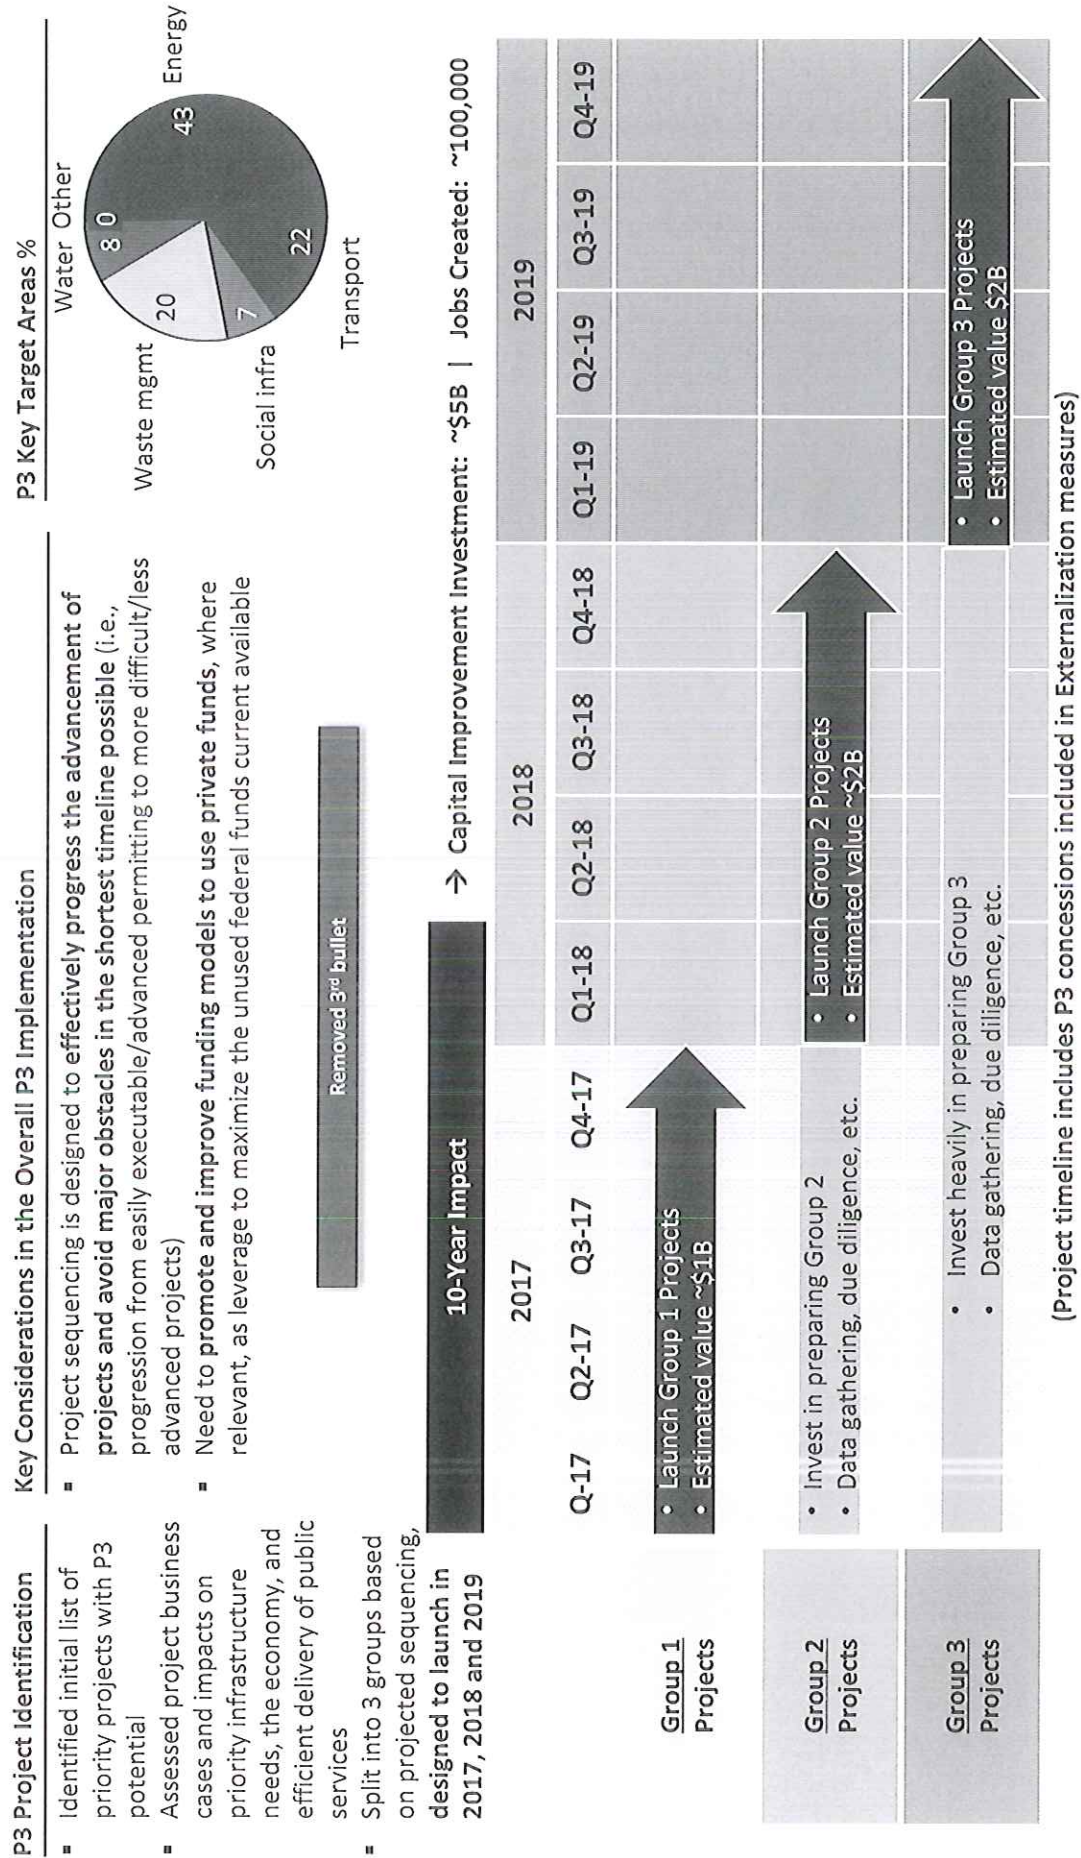 P3 Project Identification
▪ Identified initial list of
priority projects with P3
potential
▪ Assessed project business
cases and impacts on
priority infrastructure
needs, the economy, and
efficient delivery of public
services
▪ Split into 3 groups based
on projected sequencing,
designed to launch in
2017, 2018 and 2019
Key Considerations in the Overall P3 Implementation
▪ Project sequencing is designed to effectively progress the advancement of
projects and avoid major obstacles in the shortest timeline possible (i.e.,
progression from easily executable/advanced permitting to more difficult/less
advanced projects)
▪ Need to promote and improve funding models to use private funds, where
relevant, as leverage to maximize the unused federal funds current available
Removed 3rd bullet
P3 Key Target Areas %
Water Other
Energy
Waste mgmt
Social infra
Transport
8 0
43
20
7
22
10-Year Impact
→ Capital Improvement Investment: ~$5B | Jobs Created: ~100,000
2017 2018 2019
Q-17 Q2-17 Q3-17 Q4-17 Q1-18 Q2-18 Q3-18 Q4-18 Q1-19 Q2-19 Q3-19 Q4-19
Group 1
Projects
• Launch Group 1 Projects
• Estimated value ~$1B
Group 2
Projects
• Invest in preparing Group 2
• Data gathering, due diligence, etc.
• Launch Group 2 Projects
• Estimated value ~$2B
Group 3
Projects
• Invest heavily in preparing Group 3
• Data gathering, due diligence, etc.
• Launch Group 3 Projects
• Estimated value $2B
(Project timeline includes P3 concessions included in Externalization measures)